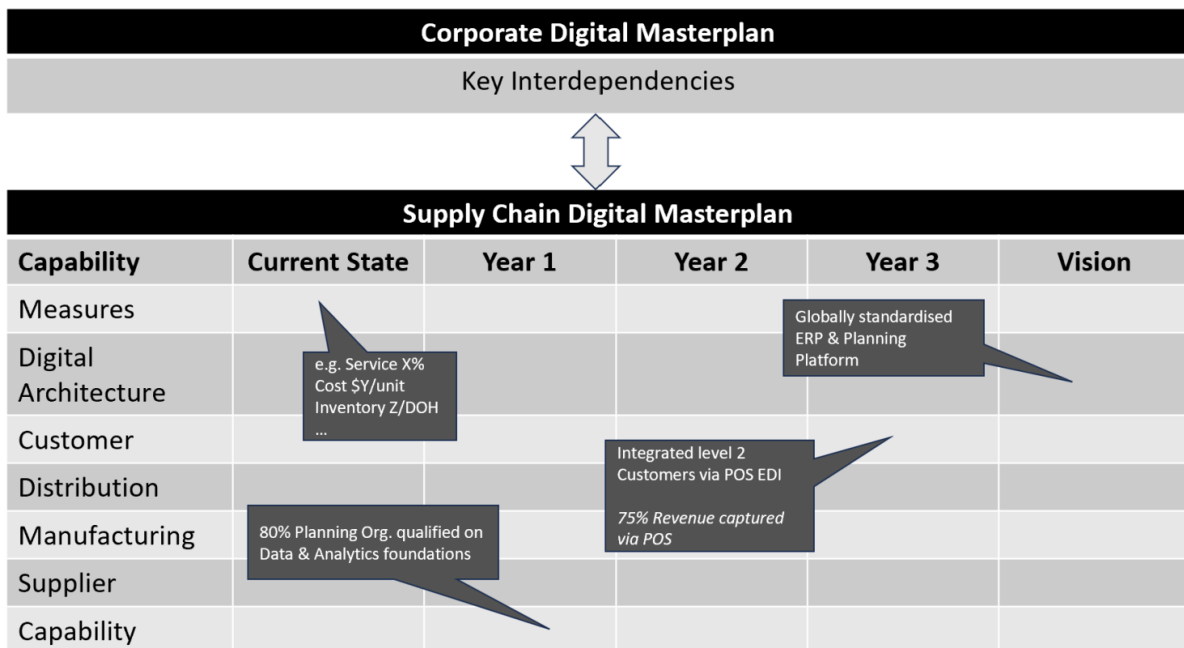 Corporate Digital Masterplan
Key Interdependencies
Supply Chain Digital Masterplan
Capability
Current State
Year 1
Year 2
Year 3
Vision
Measures
e.g. Service X%
Cost $Y/unit
Inventory Z/DOH
...
Globally standardised
ERP & Planning
Platform
Digital
Architecture
Customer
Integrated level 2
Customers via POS EDI
75% Revenue captured
via POS
Distribution
Manufacturing
80% Planning Org. qualified on
Data & Analytics foundations
Supplier
Capability